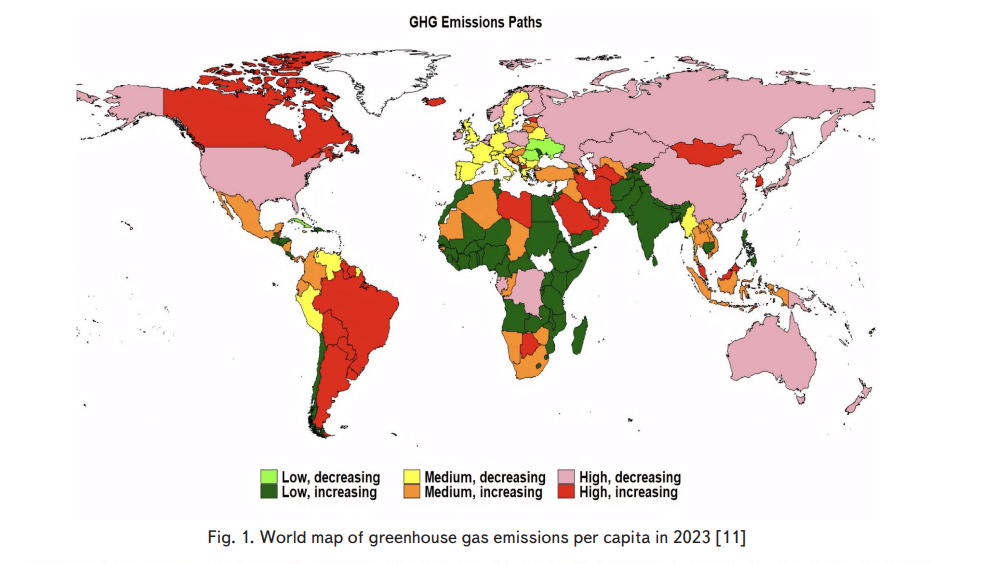 GHG Emissions Paths
Low, decreasing Medium, decreasing High, decreasing
Low, increasing Medium, increasing High, increasing
Fig. 1. World map of greenhouse gas emissions per capita in 2023 [11]